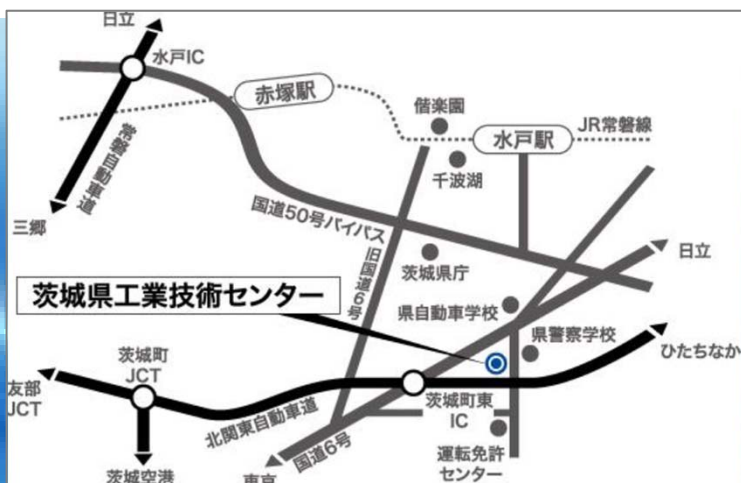 日立
水戸IC
赤塚駅
偕楽園
水戸駅
JR常磐線
千波湖
常磐自動車道
三郷
国道50号バイパス
旧国道6号
茨城県庁
日立
茨城県工業技術センター
県自動車学校
県警察学校
ひたちなか
茨城町
JCT
友部
JCT
北関東自動車道
茨城町東
IC
国道6号
運転免許
センター
茨城空港
東京